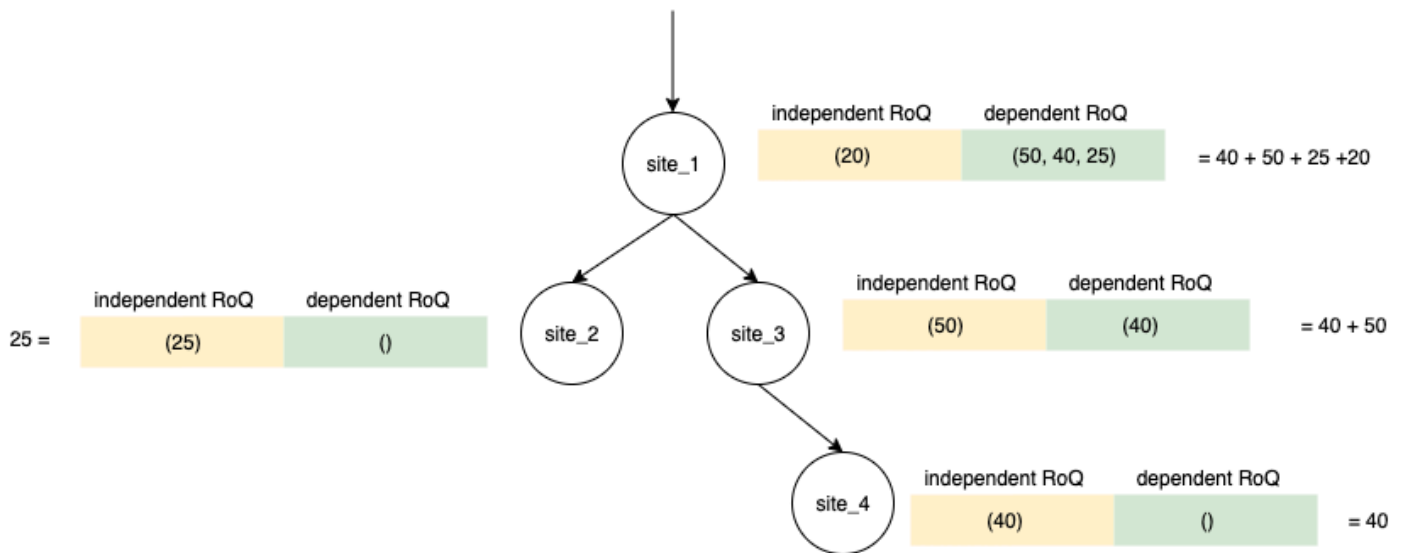 independent RoQ dependent RoQ
site_1 (20) (50, 40, 25) = 40 + 50 + 25 +20
independent RoQ dependent RoQ
independent RoQ dependent RoQ
25 = (25) () site_2 site_3 (50) (40) = 40 + 50
independent RoQ dependent RoQ
site_4 (40) () = 40